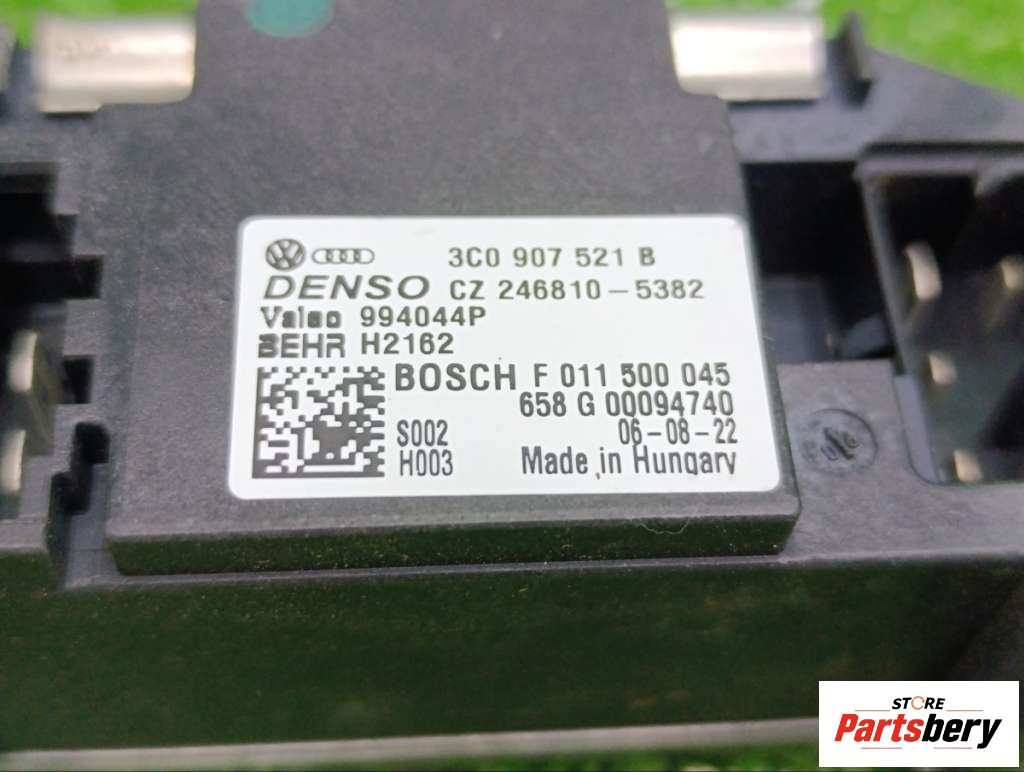 3C0 907 521 B
DENSO CZ 246810-5382
Valeo 994044P
BEHR H2162
BOSCH F 011 500 045
658 G 00094740
S002 06-08-22
H003 Made in Hungary
STORE
Partsbery